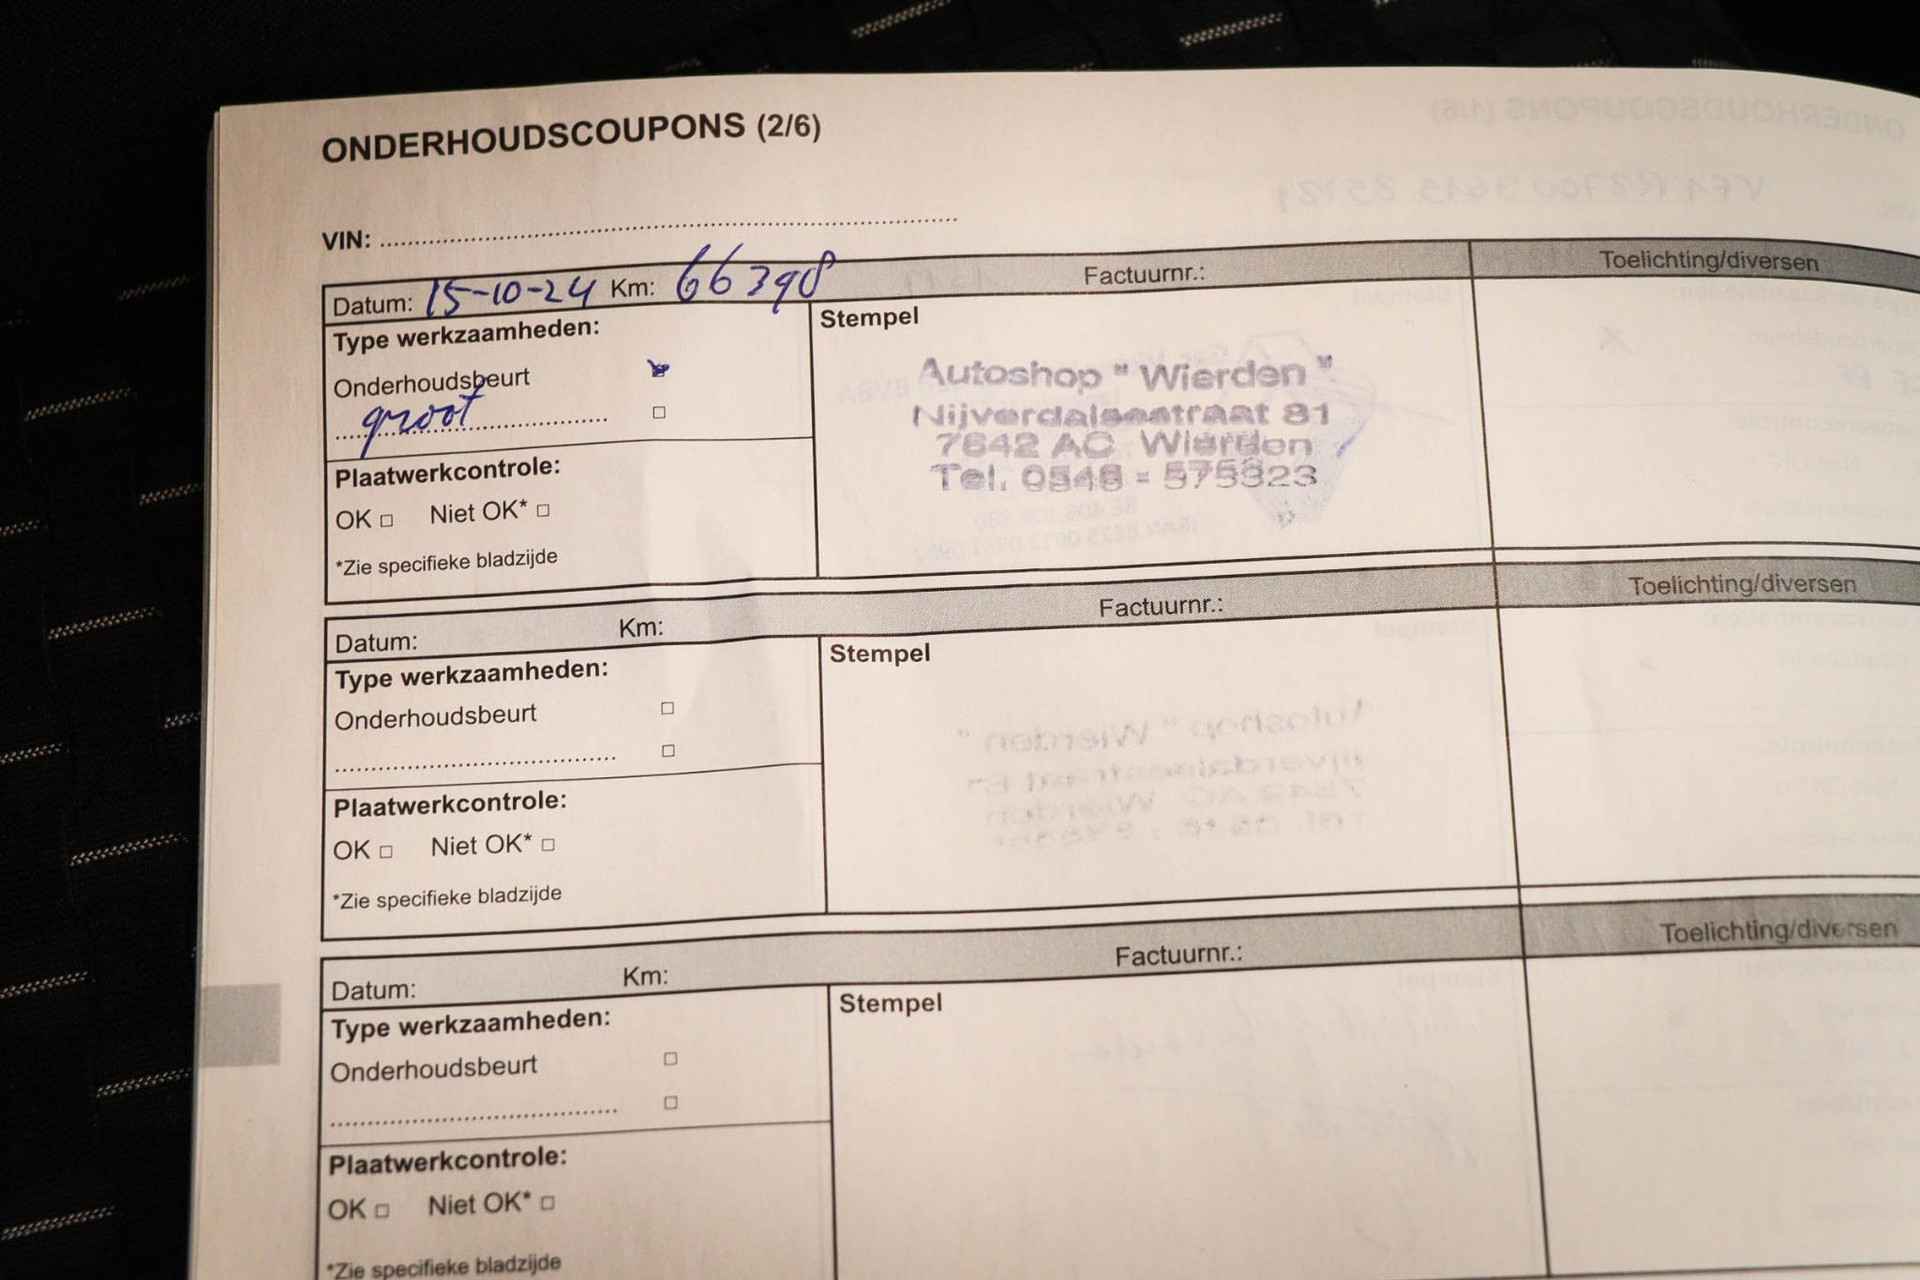 ONDERHOUDSCOUPONS (2/6)
VIN:
Datum: 15-10-24 Km: 66398 Factuurnr.: Toelichting/diversen
Type werkzaamheden:
Stempel
Onderhoudsbeurt
groot
Autoshop " Wierden "
Nijverdalsestraat 81
7642 AC Wierden
Tel. 0546 - 575323
Plaatwerkcontrole:
OK □ Niet OK* □
*Zie specifieke bladzijde
Datum: Km: Factuurnr.: Toelichting/diversen
Type werkzaamheden:
Stempel
Onderhoudsbeurt □
□
Plaatwerkcontrole:
OK □ Niet OK* □
*Zie specifieke bladzijde
Datum: Km: Factuurnr.: Toelichting/diversen
Type werkzaamheden:
Stempel
Onderhoudsbeurt □
□
Plaatwerkcontrole:
OK □ Niet OK* □
*Zie specifieke bladzijde